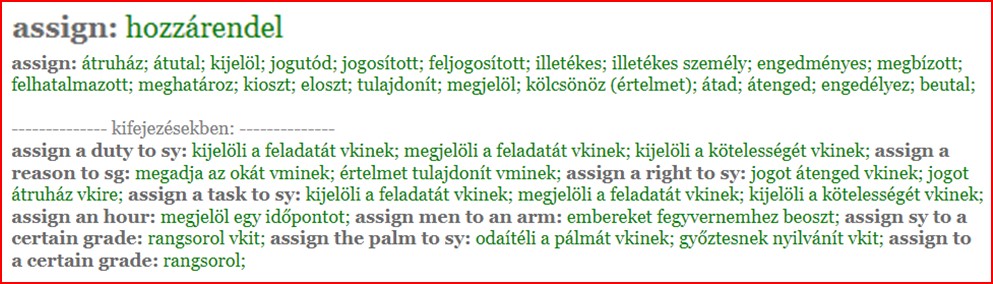 assign: hozzárendel
assign: átruház; átutal; kijelöl; jogutód; jogosított; feljogosított; illetékes; illetékes személy; engedményes; megbízott;
felhatalmazott; meghatároz; kioszt; eloszt; tulajdonít; megjelöl; kölcsönöz (értelmet); átad; átenged; engedélyez; beutal;
-------------- kifejezésekben: --------------
assign a duty to sy: kijelöli a feladatát vkinek; megjelöli a feladatát vkinek; kijelöli a kötelességét vkinek; assign a
reason to sg: megadja az okát vminek; értelmet tulajdonít vminek; assign a right to sy: jogot átenged vkinek; jogot
átruház vkire; assign a task to sy: kijelöli a feladatát vkinek; megjelöli a feladatát vkinek; kijelöli a kötelességét vkinek;
assign an hour: megjelöl egy időpontot; assign men to an arm: embereket fegyvernemhez beoszt; assign sy to a
certain grade: rangsorol vkit; assign the palm to sy: odaítéli a pálmát vkinek; győztesnek nyilvánít vkit; assign to
a certain grade: rangsorol;